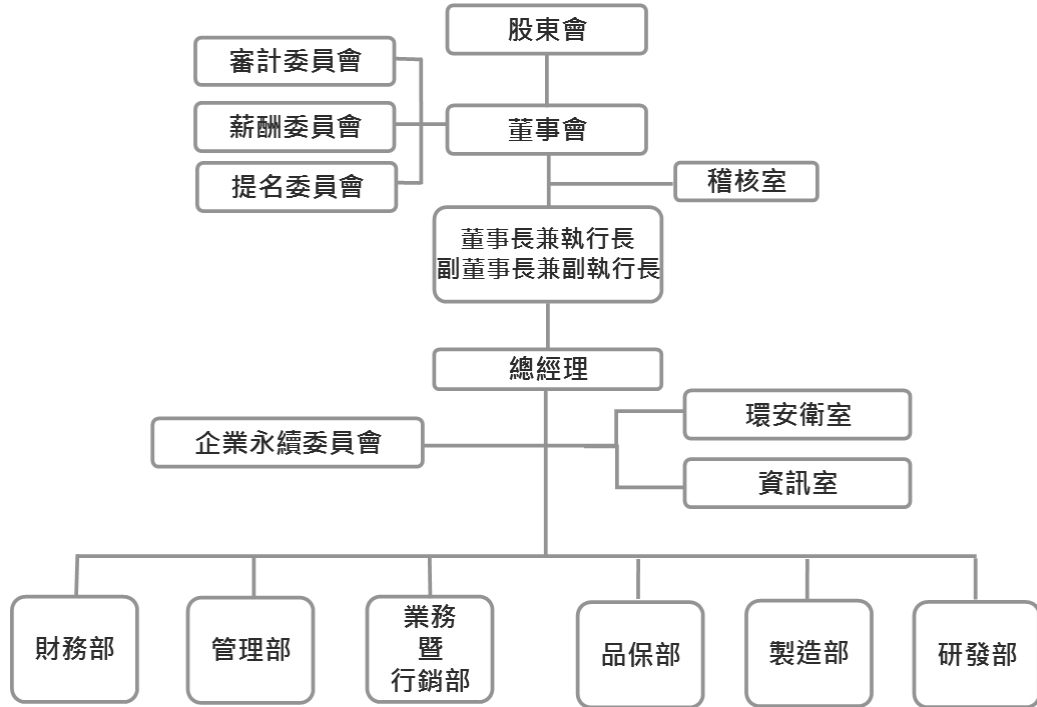 股東會
審計委員會
薪酬委員會
董事會
提名委員會
稽核室
董事長兼執行長
副董事長兼副執行長
總經理
環安衛室
企業永續委員會
資訊室
財務部
管理部
業務
暨
行銷部
品保部
製造部
研發部